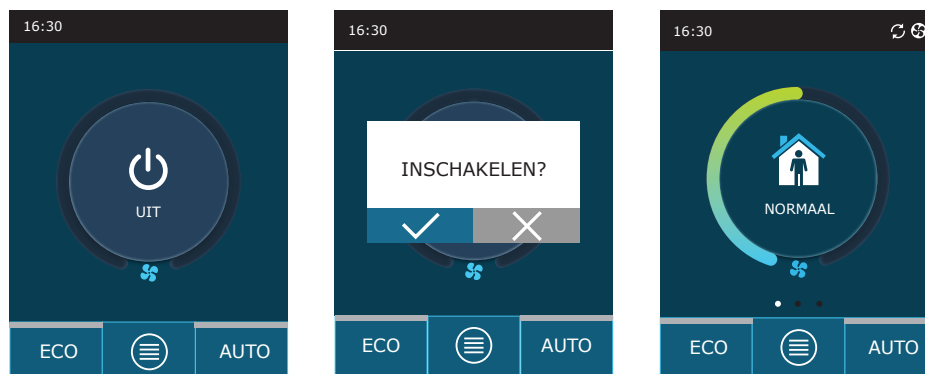 16:30
UIT
ECO
AUTO
16:30
INSCHAKELEN?
ECO
AUTO
16:30
NORMAAL
ECO
AUTO